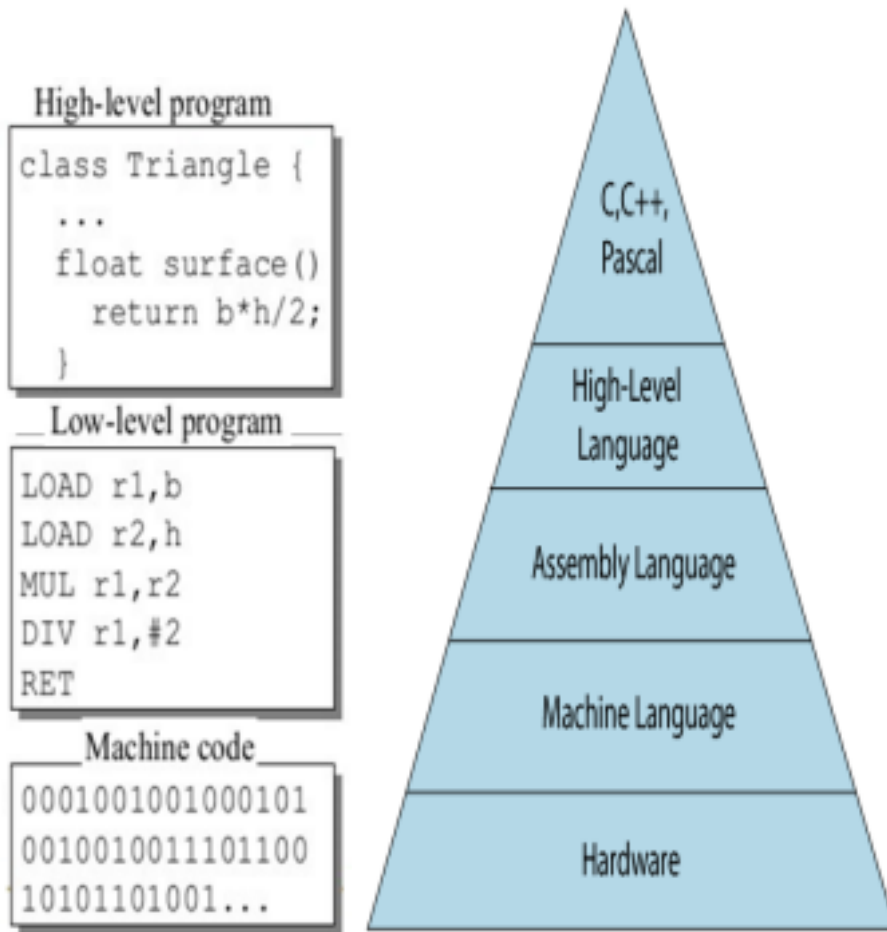 High-level program
class Triangle {
...
float surface()
return b*h/2;
}
Low-level program
LOAD r1,b
LOAD r2,h
MUL r1,r2
DIV r1,#2
RET
Machine code
0001001001000101
0010010011101100
10101101001...
C,C++,
Pascal
High-Level
Language
Assembly Language
Machine Language
Hardware